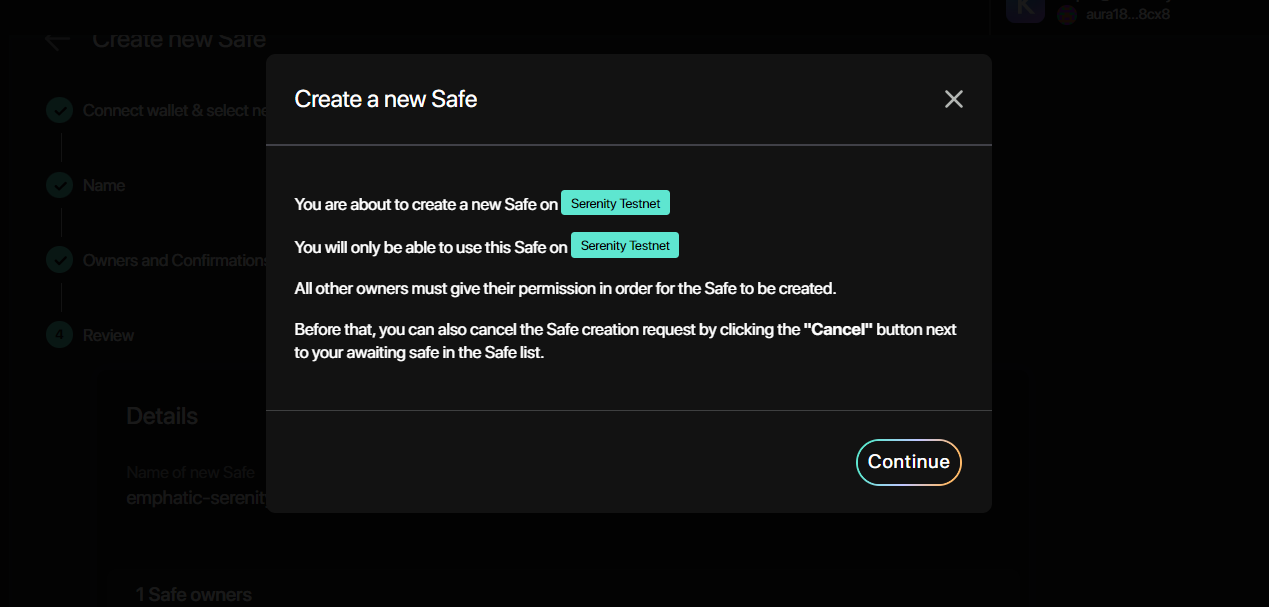 K
aura18...8cx8
Create new Safe
Create a new Safe
Connect wallet & select ne
Name
You are about to create a new Safe on Serenity Testnet
You will only be able to use this Safe on Serenity Testnet
Owners and Confirmations
All other owners must give their permission in order for the Safe to be created.
4 Review
Before that, you can also cancel the Safe creation request by clicking the "Cancel" button next
to your awaiting safe in the Safe list.
Details
Continue
Name of new Safe
emphatic-serenit
1 Safe owners